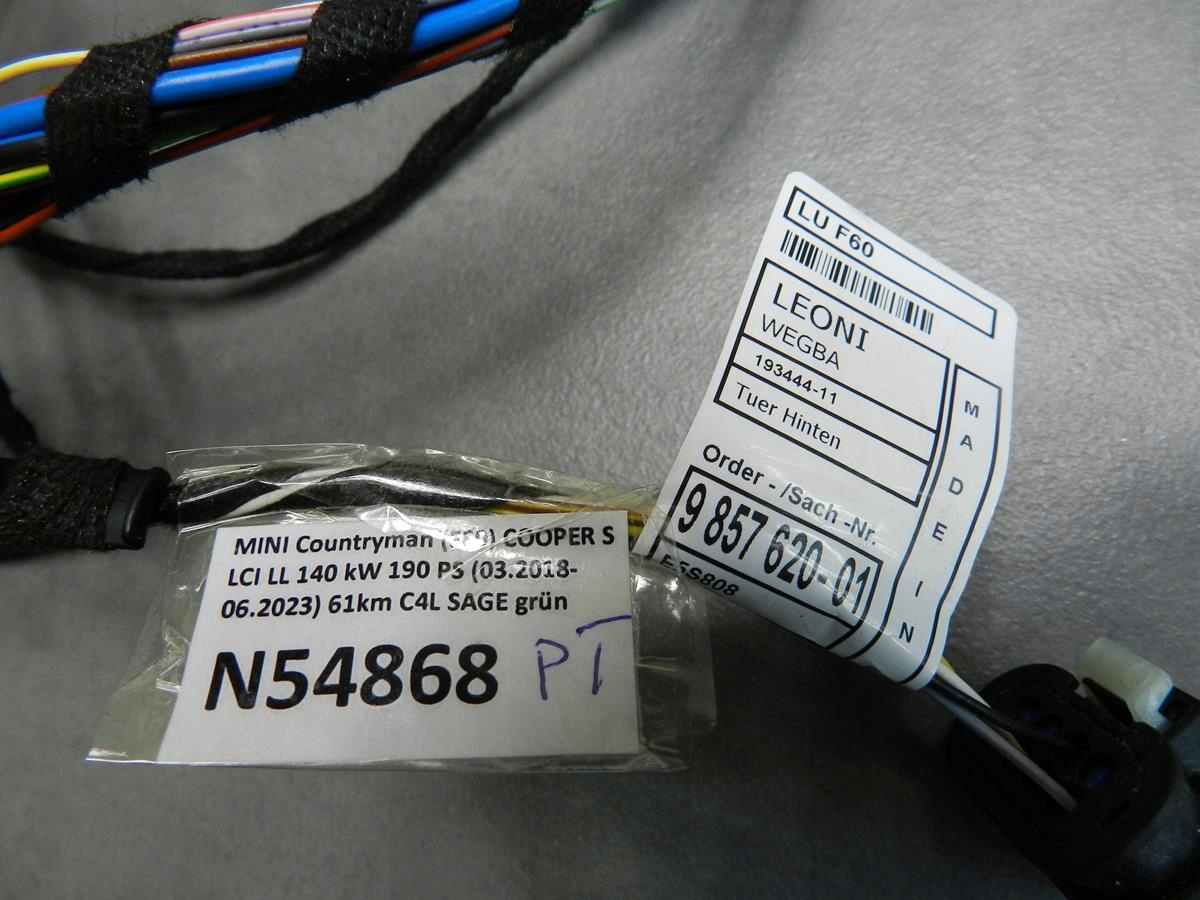 LU F60
LEONI
WEGBA
193444-11
Tuer Hinten
MADE IN
Order - /Sach -Nr.
9 857 620-01
MINI Countryman COOPER S
LCI LL 140 kW 190 PS (03.2018-
06.2023) 61km C4L SAGE grün
N54868 PT